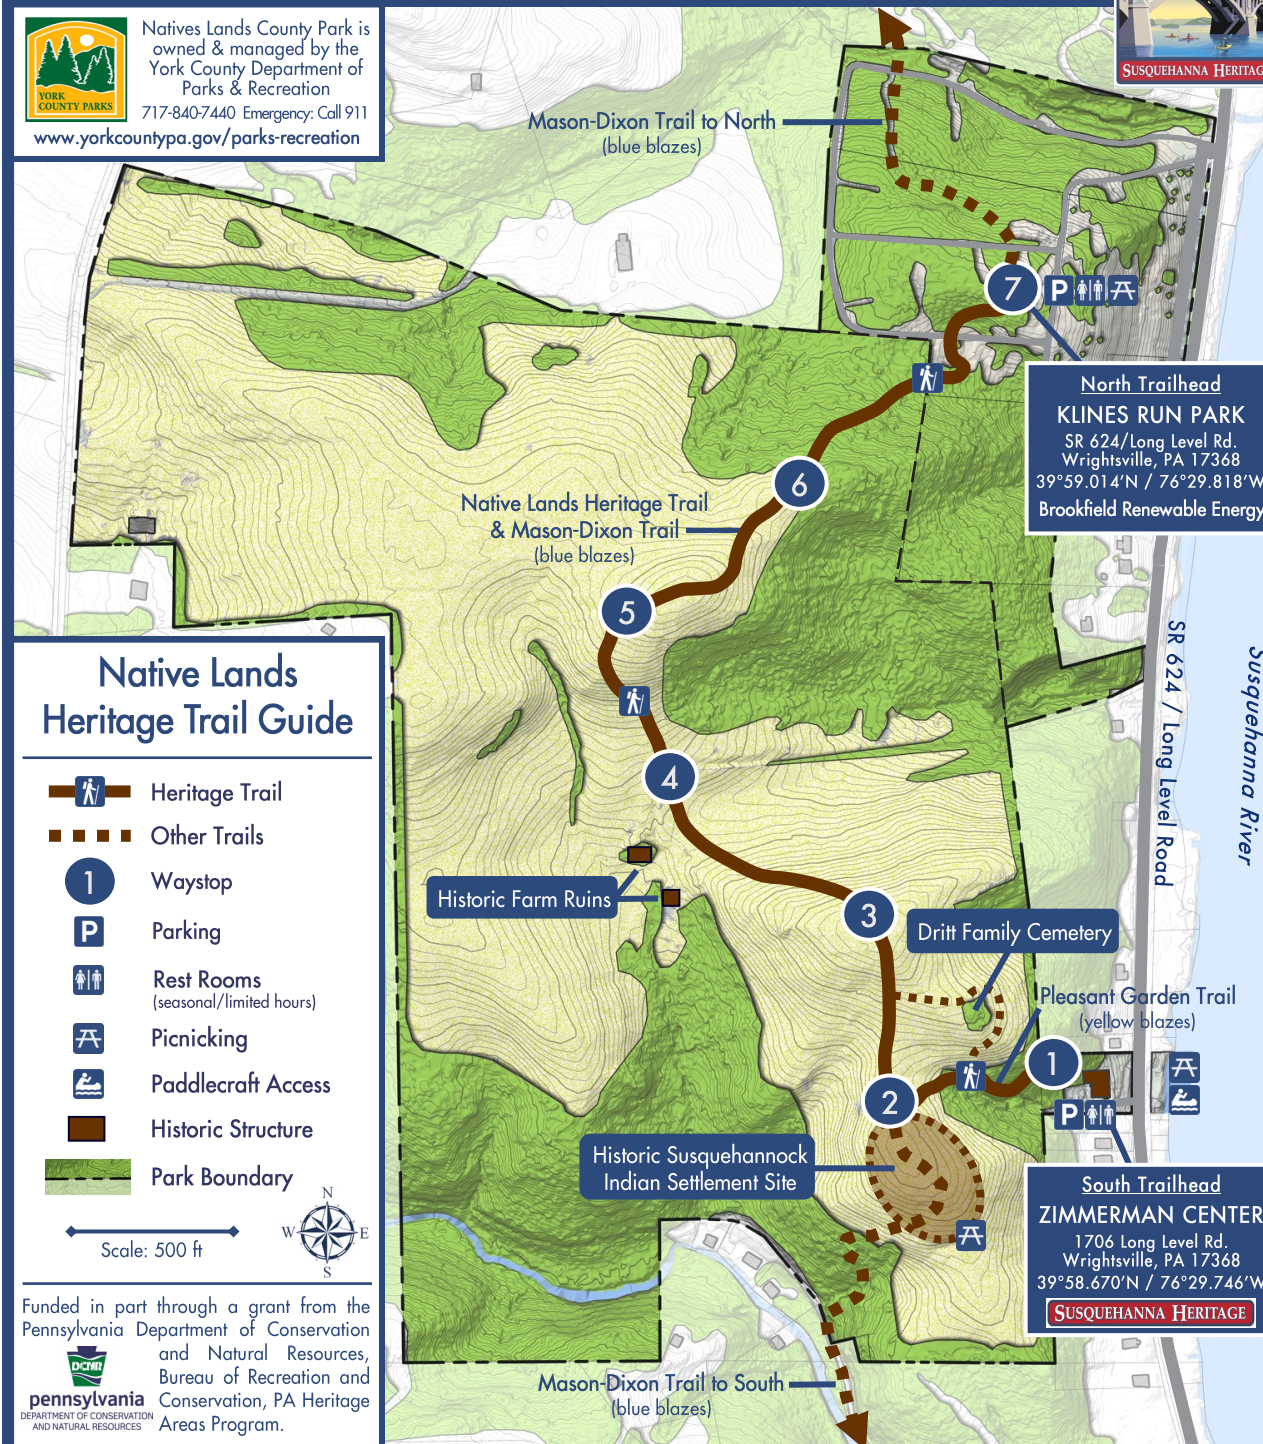 Natives Lands County Park is
owned & managed by the
York County Department of
Parks & Recreation
717-840-7440 Emergency: Call 911
www.yorkcountypa.gov/parks-recreation
YORK
COUNTY PARKS
SUSQUEHANNA HERITAG
Mason-Dixon Trail to North
(blue blazes)
7
P
North Trailhead
KLINES RUN PARK
SR 624/Long Level Rd.
Wrightsville, PA 17368
39°59.014'N / 76°29.818'W
Brookfield Renewable Energy
6
Native Lands Heritage Trail
& Mason-Dixon Trail
(blue blazes)
5
SR 624 / Long Level Road
Susquehanna River
4
Historic Farm Ruins
3
Dritt Family Cemetery
Pleasant Garden Trail
(yellow blazes)
1
2
P
Historic Susquehannock
Indian Settlement Site
South Trailhead
ZIMMERMAN CENTER
1706 Long Level Rd.
Wrightsville, PA 17368
39°58.670'N / 76°29.746'W
SUSQUEHANNA HERITAGE
Mason-Dixon Trail to South
(blue blazes)
Native Lands
Heritage Trail Guide
Heritage Trail
Other Trails
1 Waystop
P Parking
Rest Rooms
(seasonal/limited hours)
Picnicking
Paddlecraft Access
Historic Structure
Park Boundary
N
W E
S
Scale: 500 ft
Funded in part through a grant from the
Pennsylvania Department of Conservation
and Natural Resources,
Bureau of Recreation and
Conservation, PA Heritage
Areas Program.
DCNR
pennsylvania
DEPARTMENT OF CONSERVATION
AND NATURAL RESOURCES